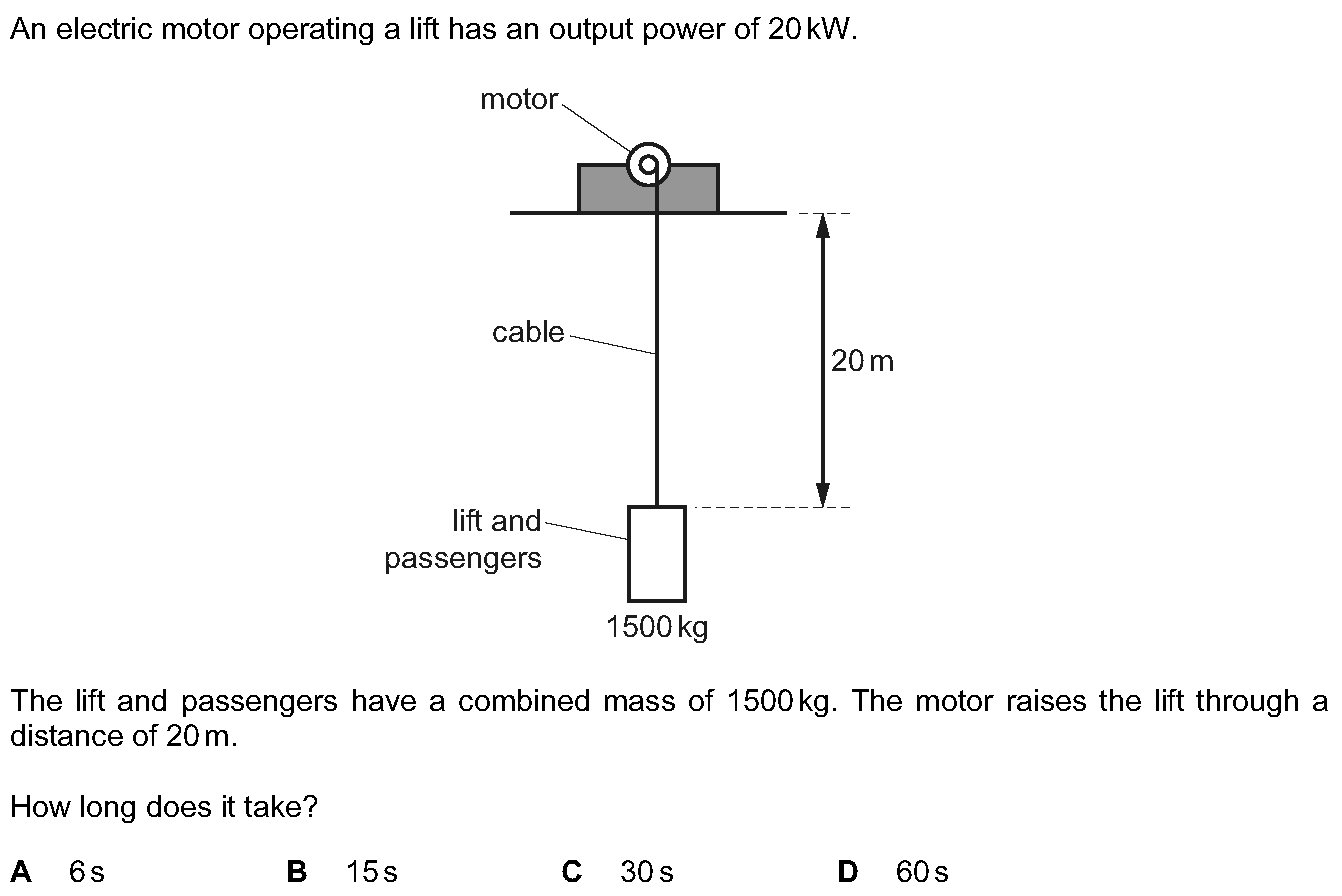 An electric motor operating a lift has an output power of 20 kW.
motor
cable
20 m
lift and
passengers
1500 kg
The lift and passengers have a combined mass of 1500 kg. The motor raises the lift through a
distance of 20 m.
How long does it take?
A 6 s B 15 s C 30 s D 60 s